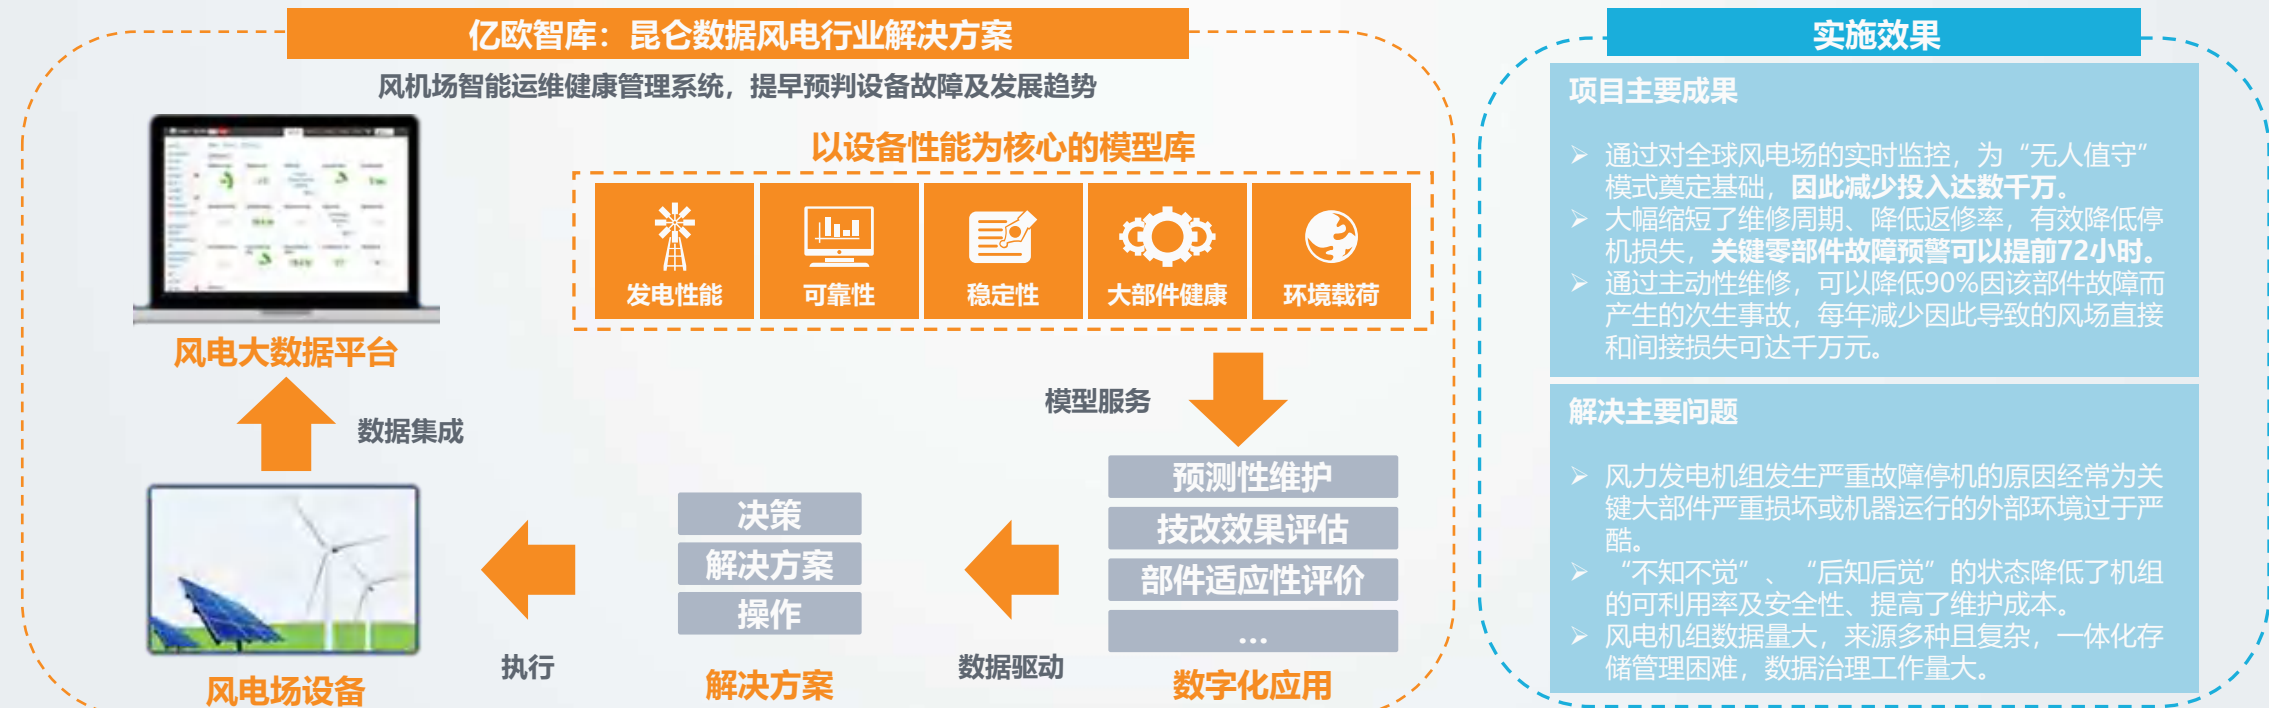 亿欧智库：昆仑数据风电行业解决方案
风机场智能运维健康管理系统，提早预判设备故障及发展趋势
以设备性能为核心的模型库
发电性能
可靠性
稳定性
大部件健康
环境载荷
风电大数据平台
数据集成
模型服务
预测性维护
技改效果评估
部件适应性评价
...
决策
解决方案
操作
执行
数据驱动
风电场设备
解决方案
数字化应用
实施效果
项目主要成果
➢ 通过对全球风电场的实时监控，为“无人值守”
模式奠定基础，因此减少投入达数千万。
➢ 大幅缩短了维修周期、降低返修率，有效降低停
机损失，关键零部件故障预警可以提前72小时。
➢ 通过主动性维修，可以降低90%因该部件故障而
产生的次生事故，每年减少因此导致的风场直接
和间接损失可达千万元。
解决主要问题
➢ 风力发电机组发生严重故障停机的原因经常为关
键大部件严重损坏或机器运行的外部环境过于严
酷。
➢ “不知不觉”、“后知后觉”的状态降低了机组
的可利用率及安全性、提高了维护成本。
➢ 风电机组数据量大，来源多种且复杂，一体化存
储管理困难，数据治理工作量大。